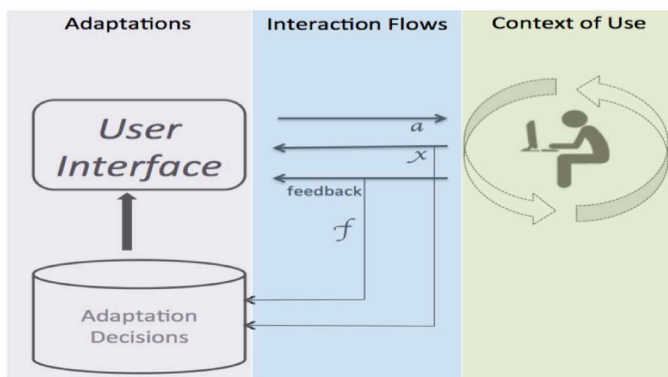 Adaptations
Interaction Flows
Context of Use
User
Interface
a
x
feedback
f
Adaptation
Decisions